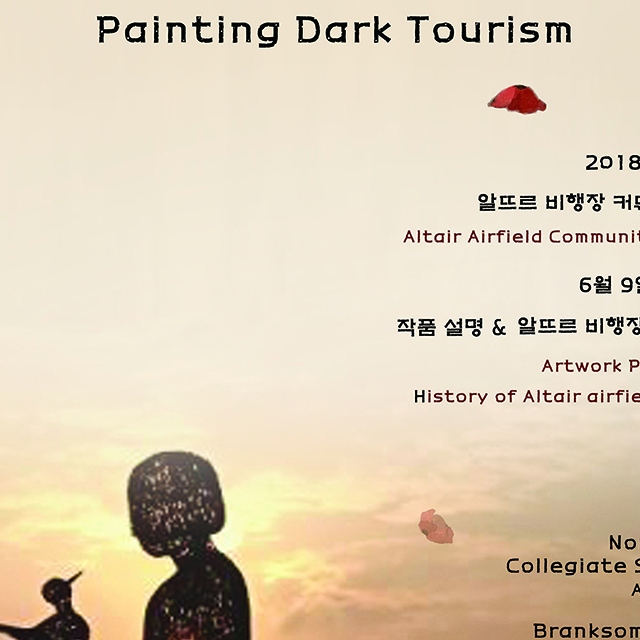 Painting Dark Tourism
2018
알뜨르 비행장 커
Altair Airfield Communit
6월 9일
작품 설명 & 알뜨르 비행장
Artwork P
History of Altair airfie
No
Collegiate S
A
Branksom